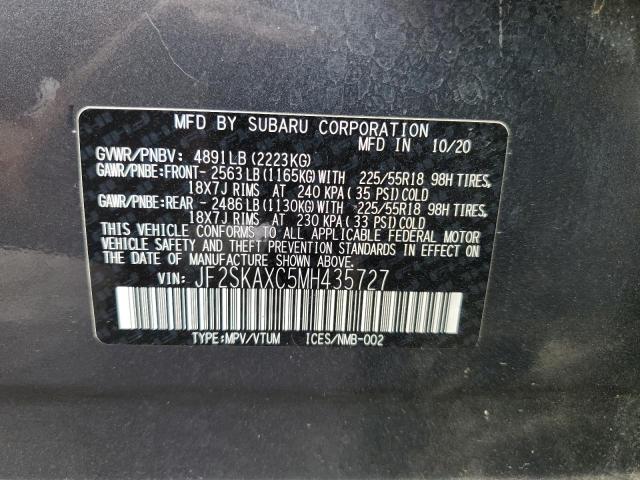 MFD BY SUBARU CORPORATION
MFD IN 10/20
GVWR/PNBV: 4891LB (2223KG)
GAWR/PNBE:FRONT- 2563LB(1165KG)WITH 225/55R18 98H TIRES,
18X7J RIMS AT 240 KPA(35 PSI)COLD
GAWR/PNBE:REAR - 2486LB(1130KG)WITH 225/55R18 98H TIRES,
18X7J RIMS AT 230 KPA(33 PSI)COLD
THIS VEHICLE CONFORMS TO ALL APPLICABLE FEDERAL MOTOR
VEHICLE SAFETY AND THEFT PREVENTION STANDARDS IN EFFECT ON
THE DATE OF MANUFACTURE SHOWN ABOVE.
VIN: JF2SKAXC5MH435727
TYPE:MPV/VTUM ICES/NMB-002